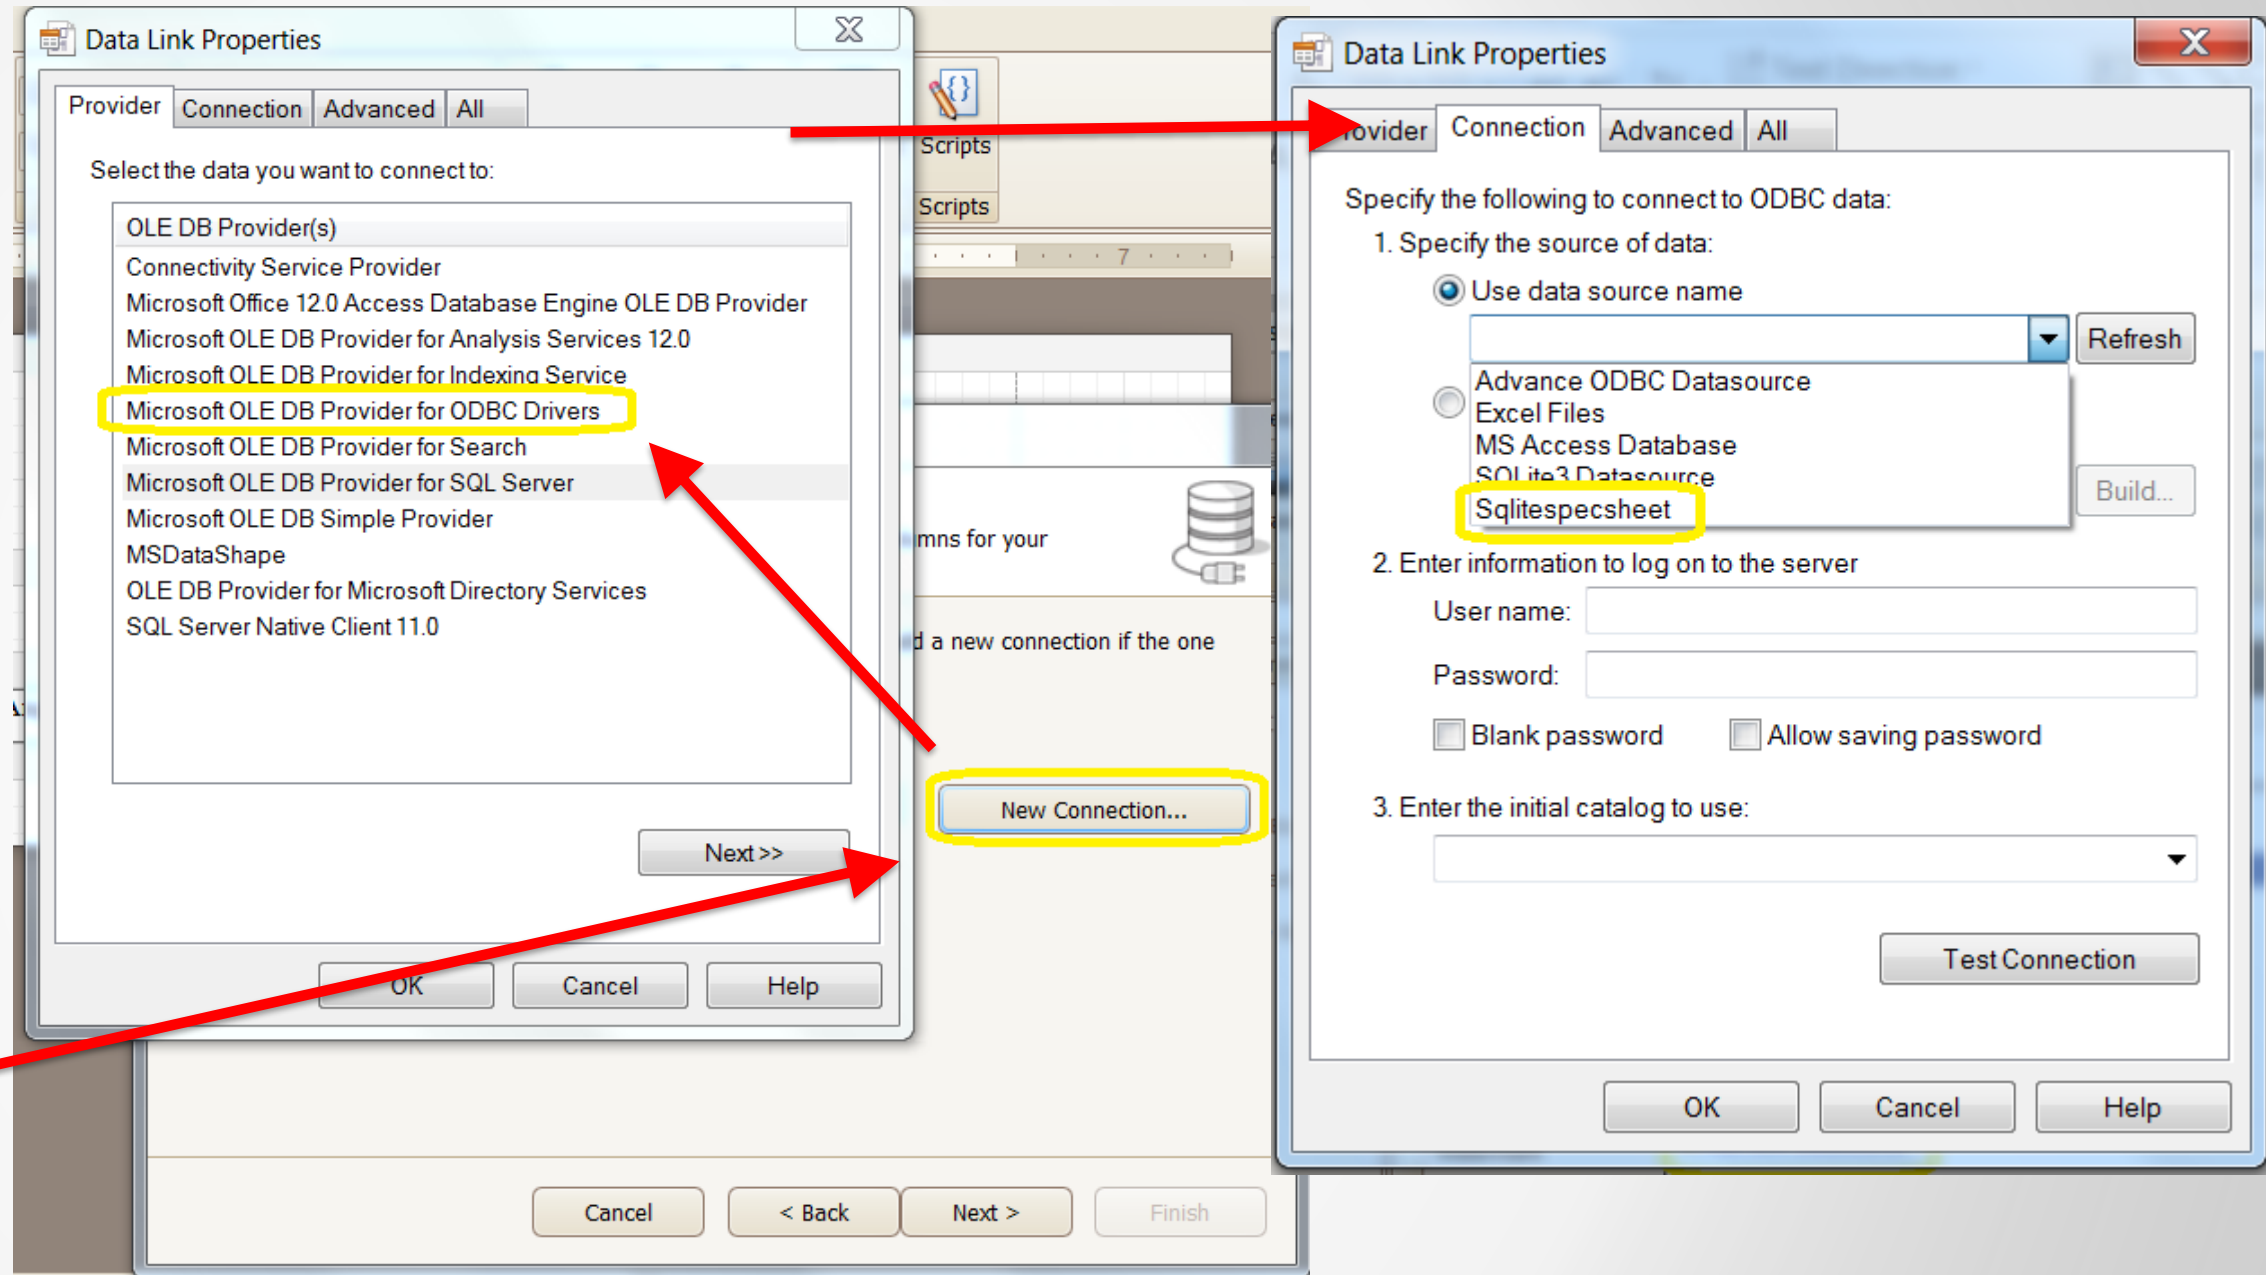 Data Link Properties
Provider Connection Advanced All
Select the data you want to connect to:
OLE DB Provider(s)
Connectivity Service Provider
Microsoft Office 12.0 Access Database Engine OLE DB Provider
Microsoft OLE DB Provider for Analysis Services 12.0
Microsoft OLE DB Provider for Indexing Service
Microsoft OLE DB Provider for ODBC Drivers
Microsoft OLE DB Provider for Search
Microsoft OLE DB Provider for SQL Server
Microsoft OLE DB Simple Provider
MSDataShape
OLE DB Provider for Microsoft Directory Services
SQL Server Native Client 11.0
Next >>
OK Cancel Help
Scripts
Scripts
7
mns for your
d a new connection if the one
New Connection...
Cancel < Back Next > Finish
Data Link Properties
rovider Connection Advanced All
Specify the following to connect to ODBC data:
1. Specify the source of data:
Use data source name
Refresh
Advance ODBC Datasource
Excel Files
MS Access Database
SQLite3 Datasource
Build...
Sqlitespecsheet
2. Enter information to log on to the server
User name:
Password:
Blank password Allow saving password
3. Enter the initial catalog to use:
Test Connection
OK Cancel Help